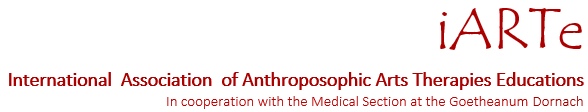 iARTe
International Association of Anthroposophic Arts Therapies Educations
In cooperation with the Medical Section at the Goetheanum Dornach